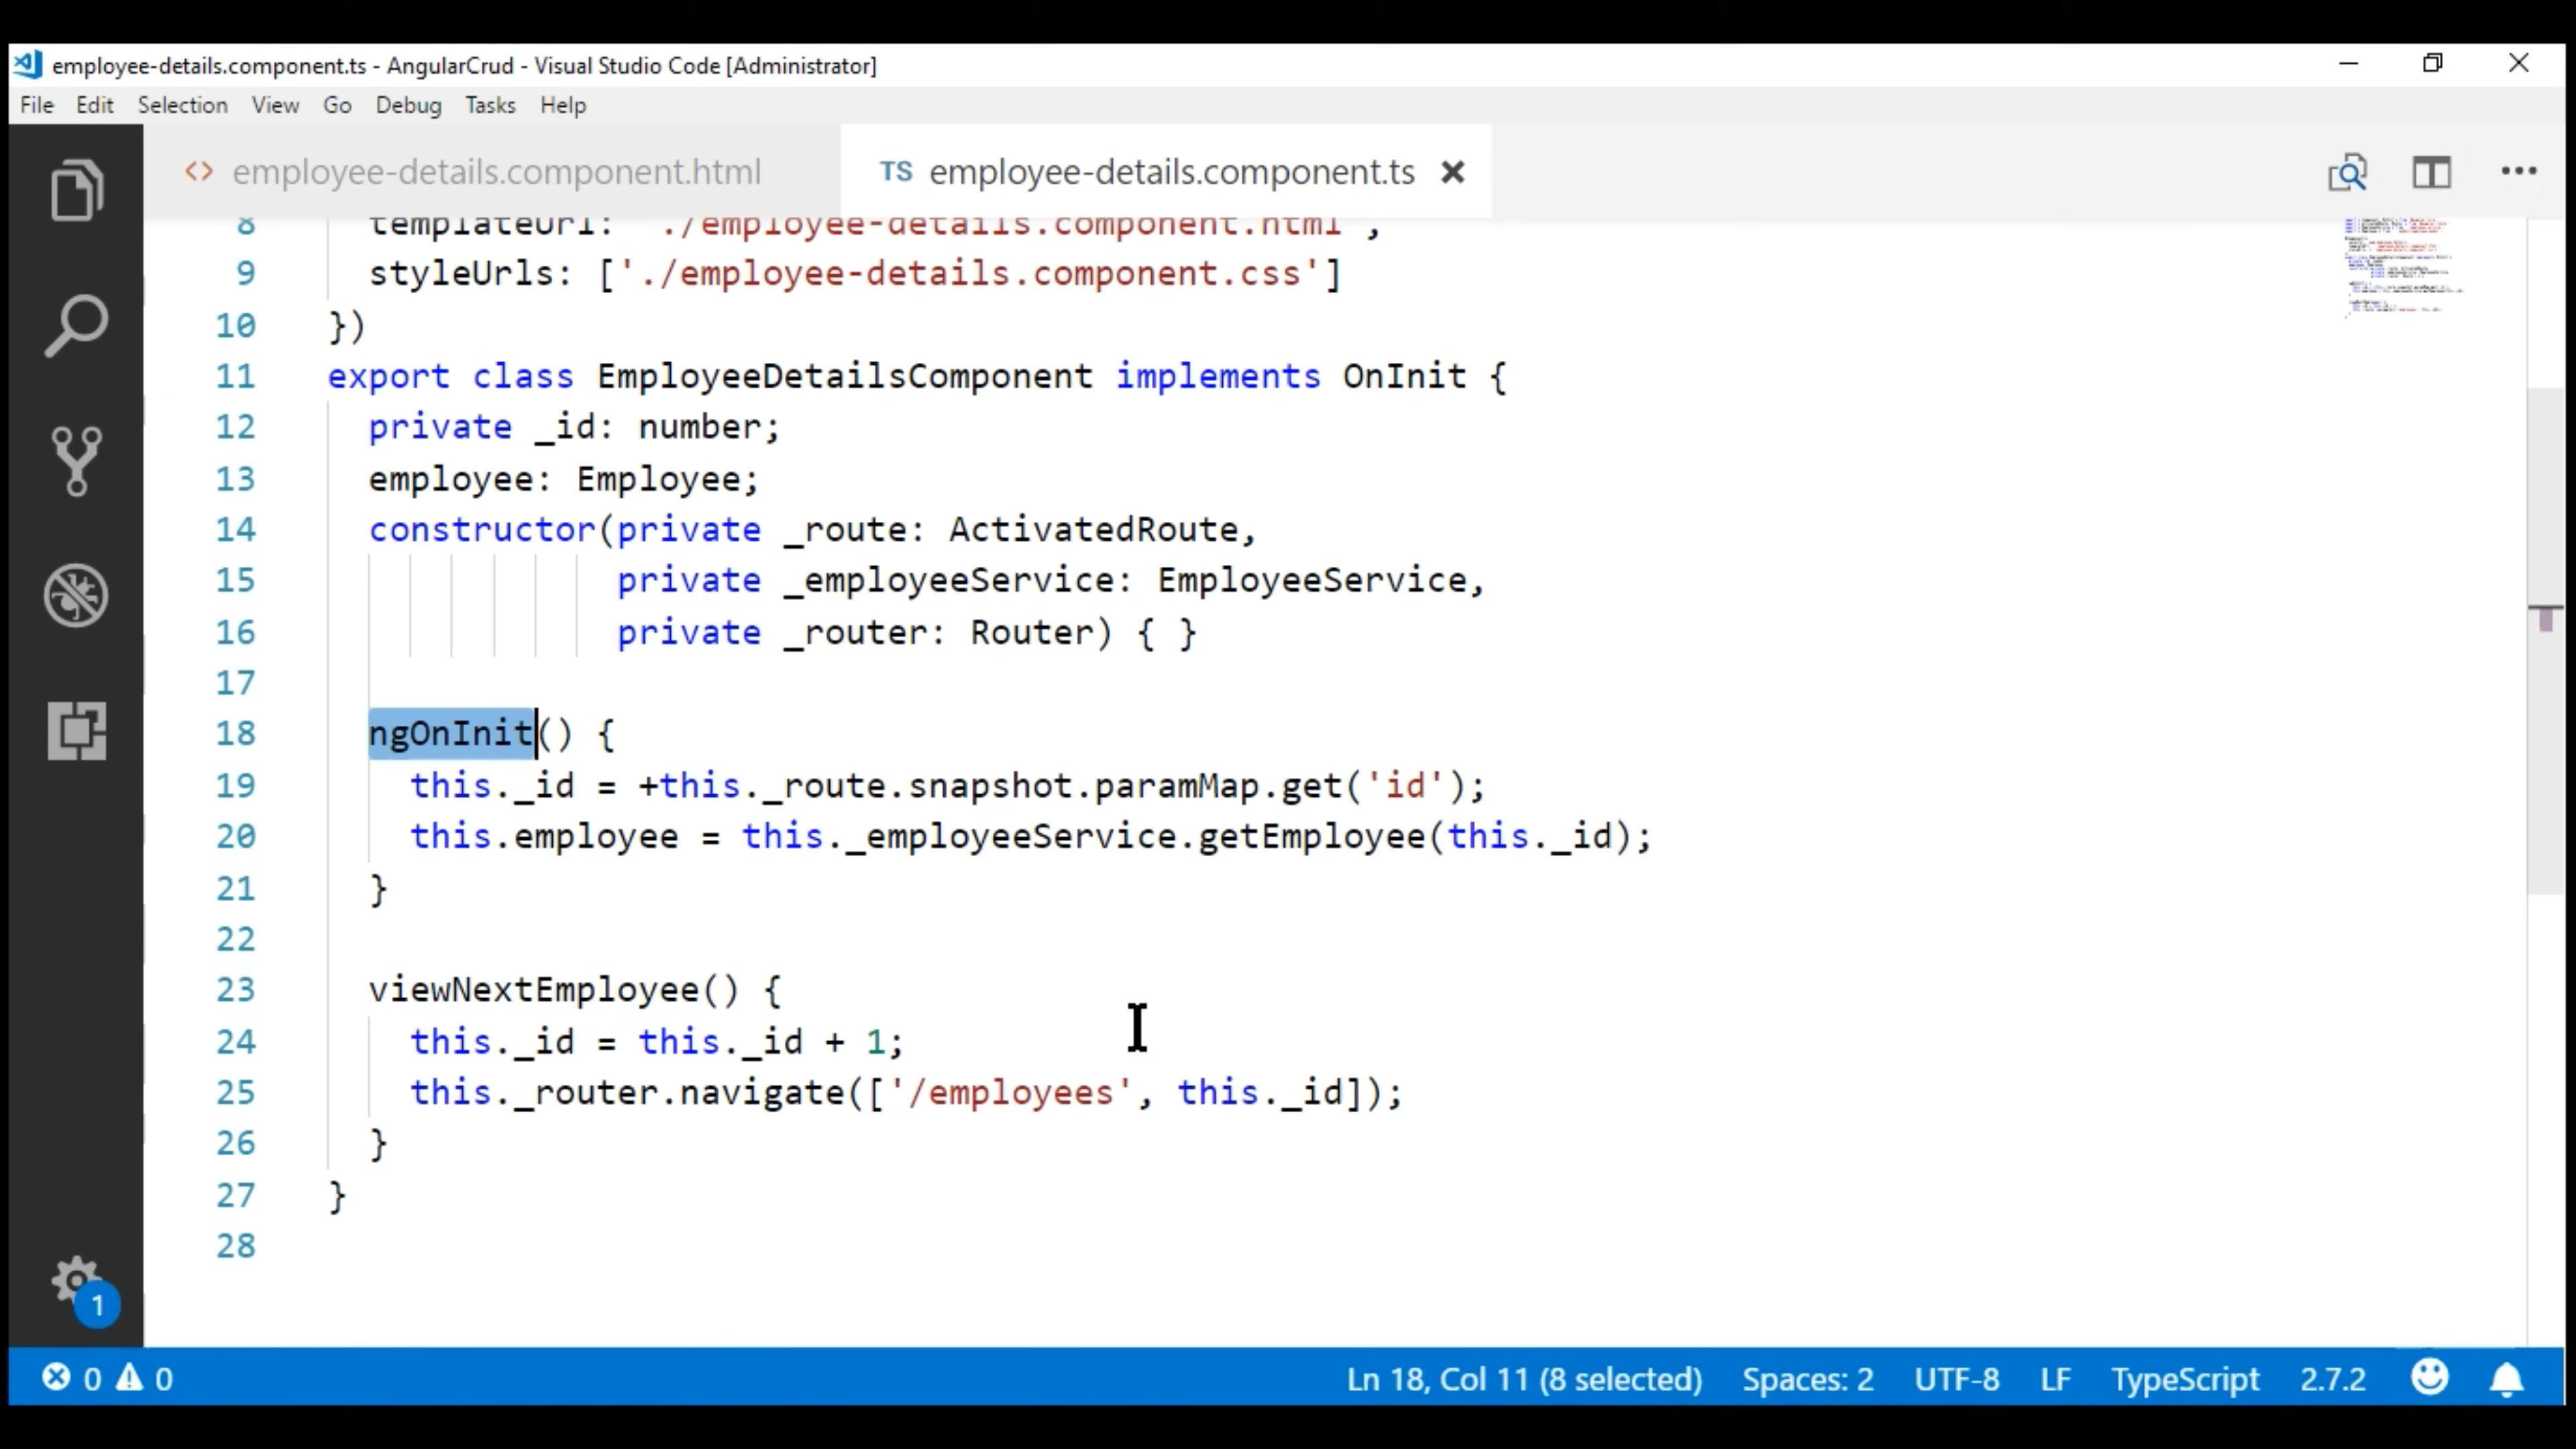 employee-details.component.ts - AngularCrud - Visual Studio Code [Administrator]
File Edit Selection View Go Debug Tasks Help
<> employee-details.component.html TS employee-details.component.ts
8 templateUrl: './employee-details.component.html',
9 styleUrls: ['./employee-details.component.css']
10 })
11 export class EmployeeDetailsComponent implements OnInit {
12 private _id: number;
13 employee: Employee;
14 constructor(private _route: ActivatedRoute,
15 private _employeeService: EmployeeService,
16 private _router: Router) { }
17
18 ngOnInit() {
19 this._id = +this._route.snapshot.paramMap.get('id');
20 this.employee = this._employeeService.getEmployee(this._id);
21 }
22
23 viewNextEmployee() {
24 this._id = this._id + 1;
25 this._router.navigate(['/employees', this._id]);
26 }
27 }
28
1
0 0 Ln 18, Col 11 (8 selected) Spaces: 2 UTF-8 LF TypeScript 2.7.2